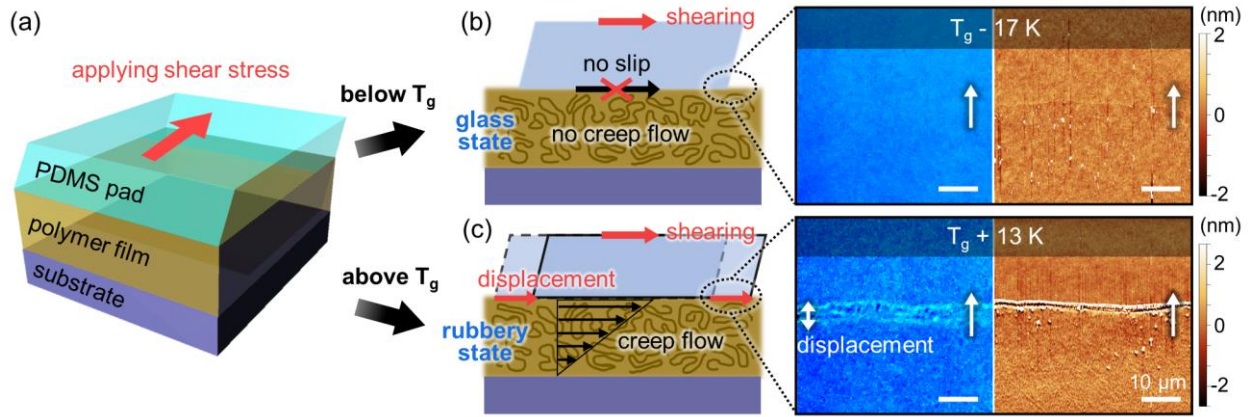 (a)
applying shear stress
PDMS pad
polymer film
substrate
below Tg
above Tg
(b)
shearing
no slip
glass
state
no creep flow
Tg - 17 K
(nm)
2
0
-2
(c)
shearing
displacement
rubbery
state
creep flow
Tg + 13 K
displacement
10 μm
(nm)
2
0
-2